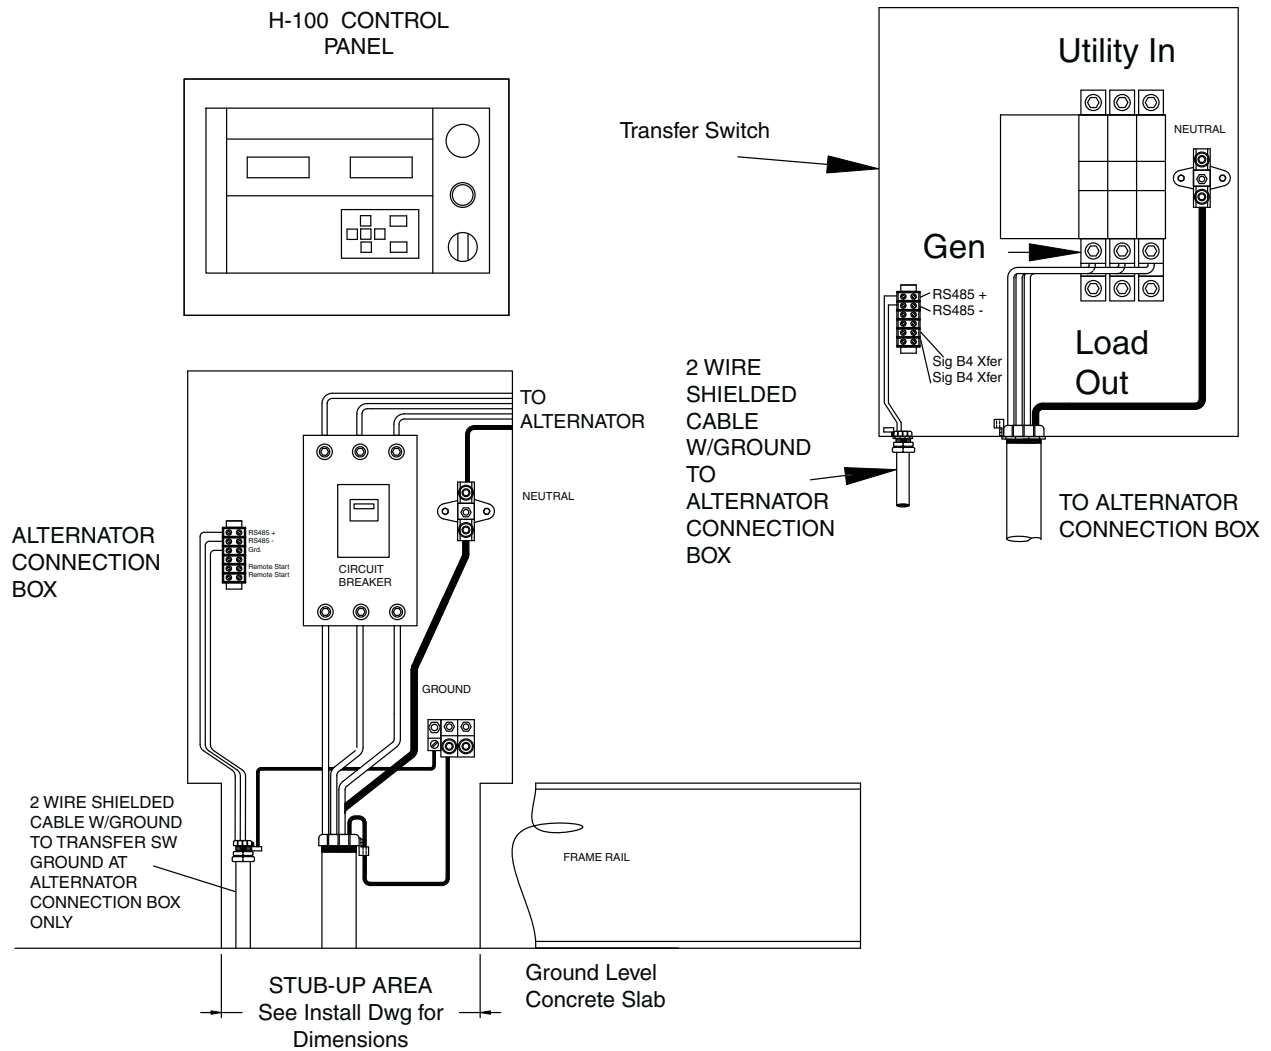 H-100 CONTROL
PANEL
Utility In
Transfer Switch
NEUTRAL
Gen
RS485 +
RS485 -
Sig B4 Xfer
Sig B4 Xfer
Load
Out
2 WIRE
SHIELDED
CABLE
W/GROUND
TO
ALTERNATOR
CONNECTION
BOX
TO ALTERNATOR
CONNECTION BOX
TO
ALTERNATOR
NEUTRAL
ALTERNATOR
CONNECTION
BOX
RS485 +
RS485 -
Grd.
Remote Start
Remote Start
CIRCUIT
BREAKER
GROUND
2 WIRE SHIELDED
CABLE W/GROUND
TO TRANSFER SW
GROUND AT
ALTERNATOR
CONNECTION BOX
ONLY
FRAME RAIL
STUB-UP AREA
See Install Dwg for
Dimensions
Ground Level
Concrete Slab